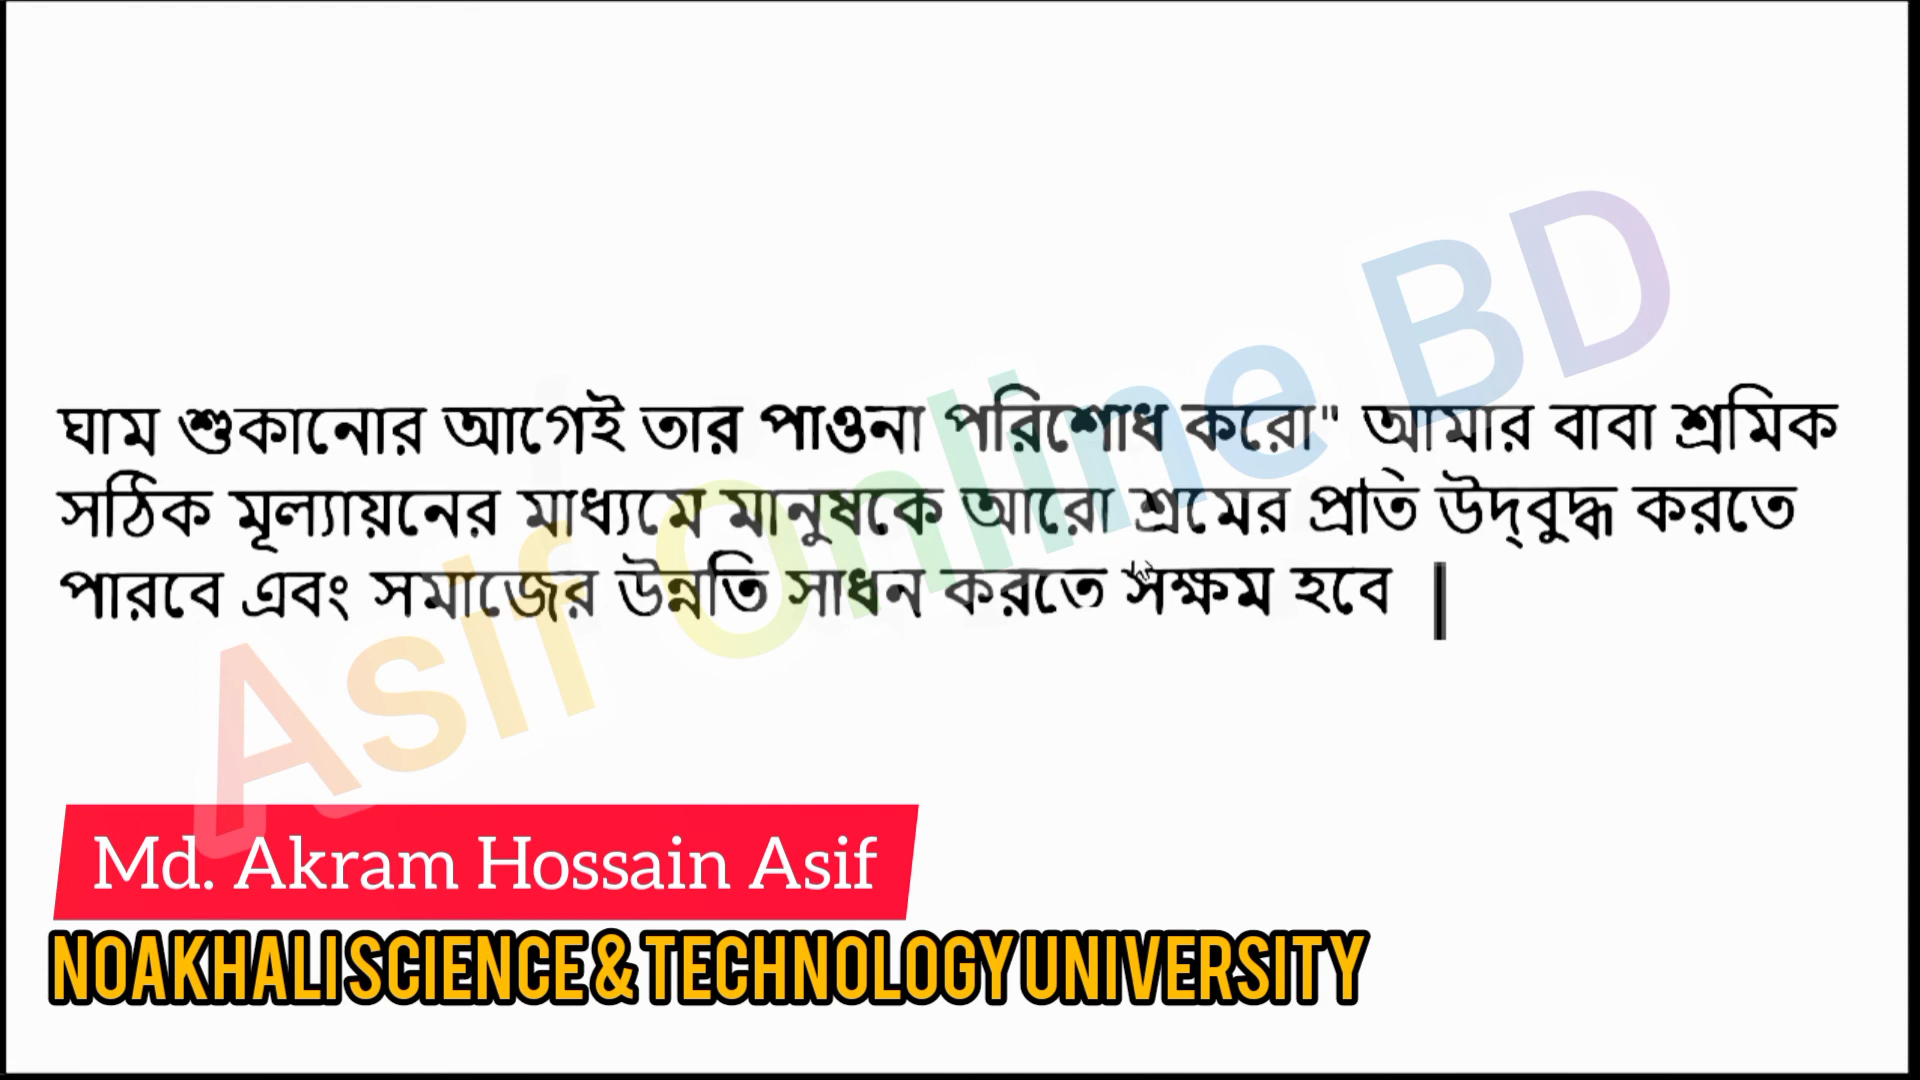 ঘাম শুকানোর আগেই তার পাওনা পরিশোধ করো" আমার বাবা শ্রমিক
সঠিক মূল্যায়নের মাধ্যমে মানুষকে আরো শ্রমের প্রতি উদ্‌বুদ্ধ করতে
পারবে এবং সমাজের উন্নতি সাধন করতে সক্ষম হবে |
Asif Online BD
Md. Akram Hossain Asif
NOAKHALI SCIENCE & TECHNOLOGY UNIVERSITY